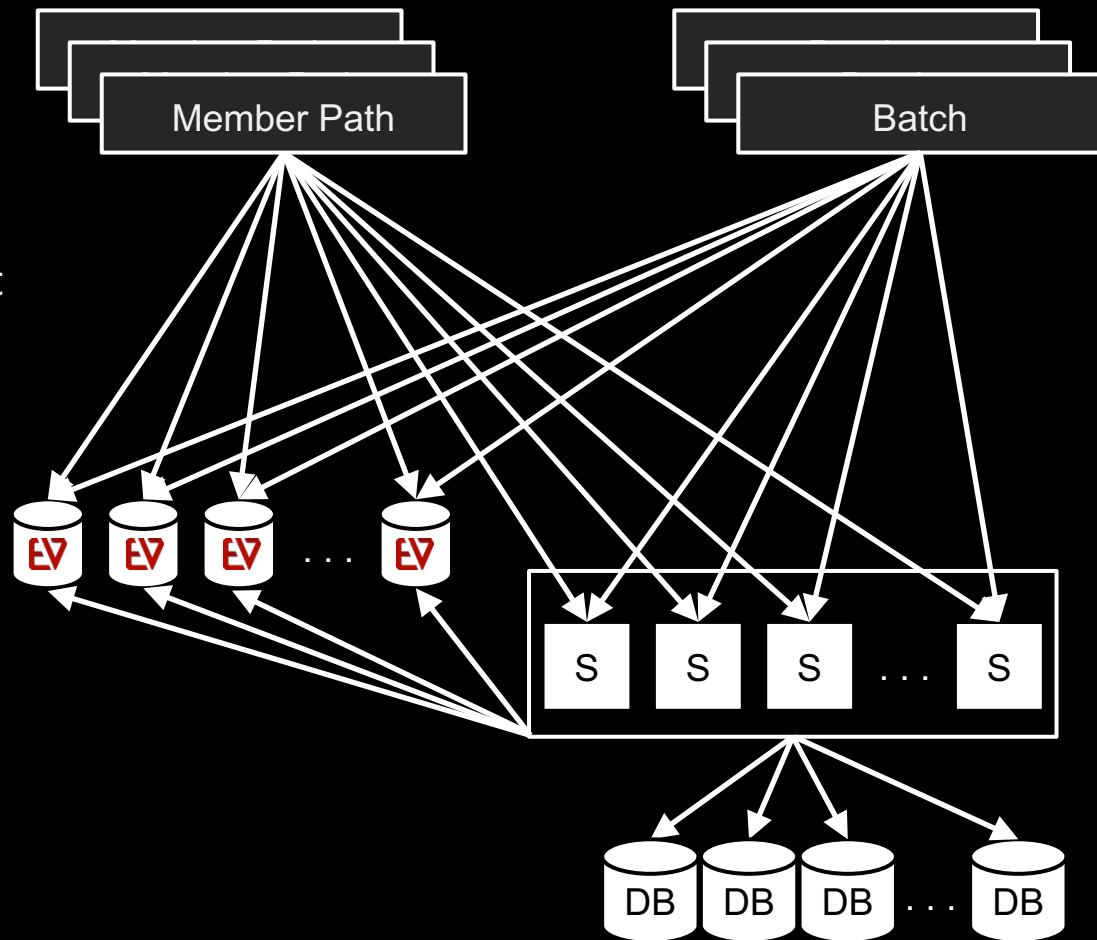 Member Path
Batch
t
EV EV EV . . . EV
S S S . . . S
DB DB DB . . . DB